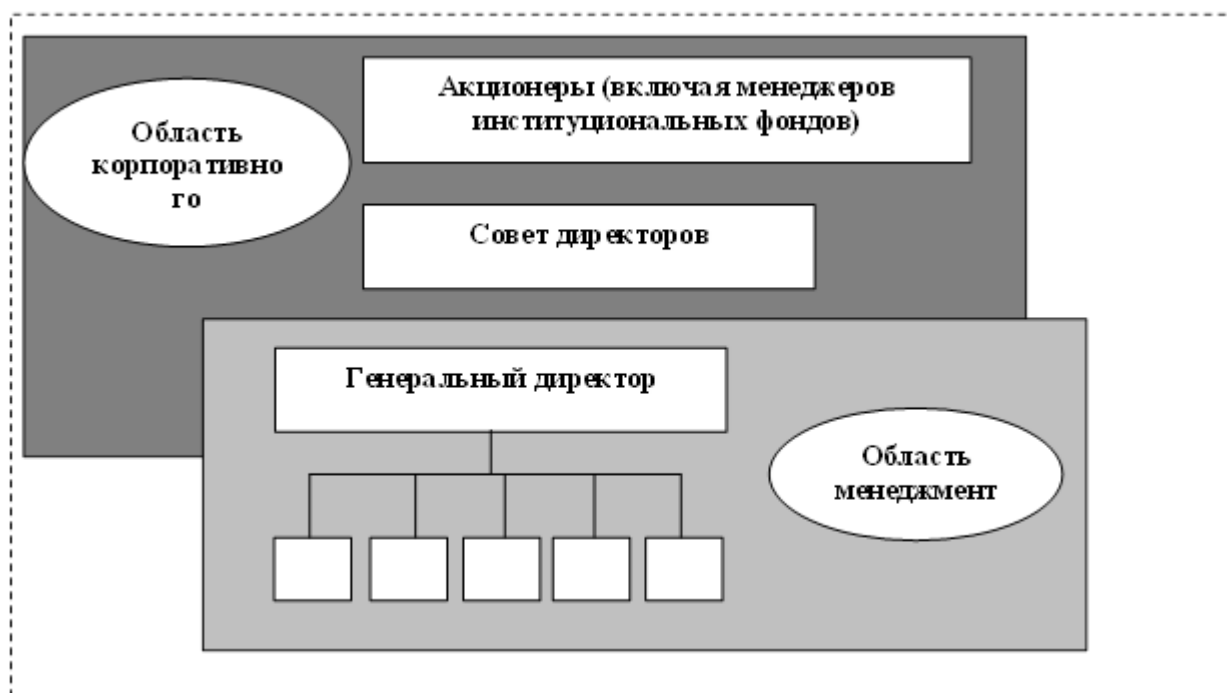 Акционеры (включая менеджеров
институциональных фондов)
Область
корпоративно
го
Совет директоров
Генеральный директор
Область
менеджмент